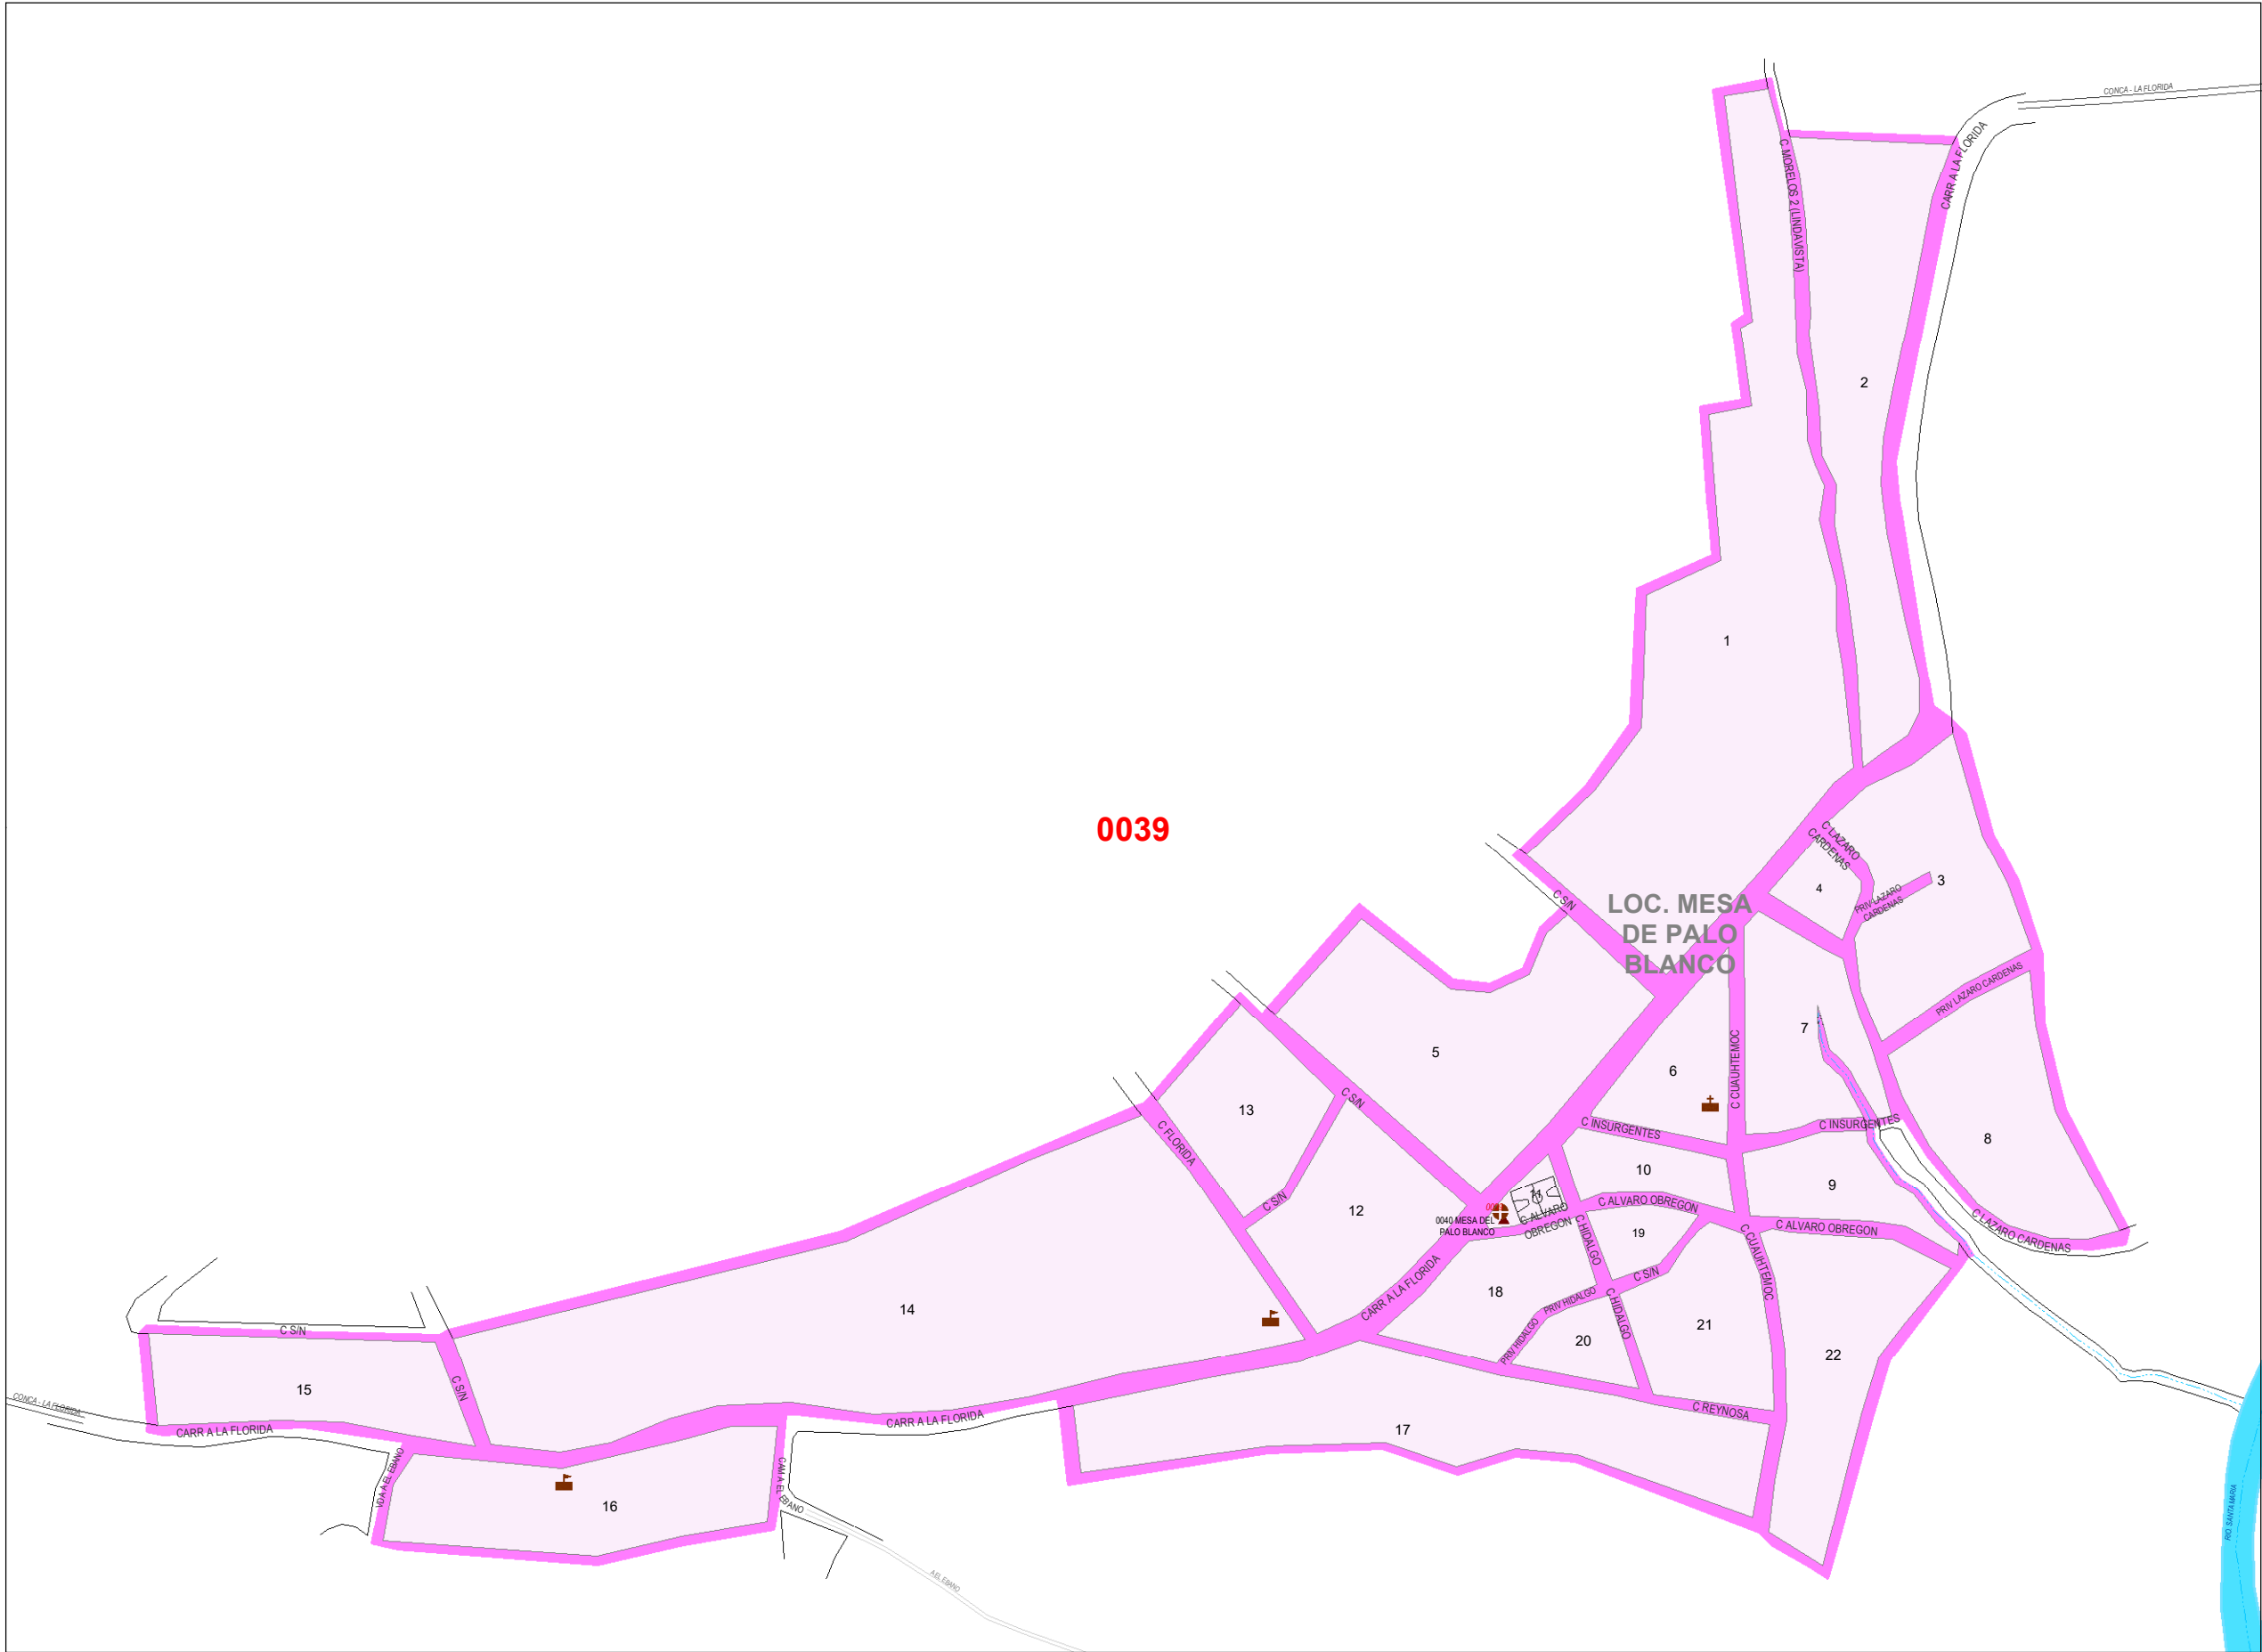 CONCA - LA FLORIDA
CARR A LA FLORIDA
C MORELOS 2 (LINDAVISTA)
2
1
0039
C LAZARO
CARDENAS
4
3
PRIV LAZARO
CARDENAS
C S/N
LOC. MESA
DE PALO
BLANCO
PRIV LAZARO CARDENAS
7
5
6
C CUAUHTEMOC
C S/N
13
C FLORIDA
C INSURGENTES
C INSURGENTES
8
10
9
C S/N
12
C ALVARO OBREGON
0040 MESA DEL
PALO BLANCO
C ALVARO
OBREGON
C HIDALGO
19
C ALVARO OBREGON
C LAZARO CARDENAS
C CUAUHTEMOC
C S/N
CARR A LA FLORIDA
18
PRIV HIDALGO
C HIDALGO
14
C S/N
PRIV HIDALGO
20
21
22
15
C S/N
C REYNOSA
CONCA - LA FLORIDA
CARR A LA FLORIDA
CARR A LA FLORIDA
17
VDA A EL EBANO
CAM A EL EBANO
16
RIO SANTA MARIA
A EL EBANO